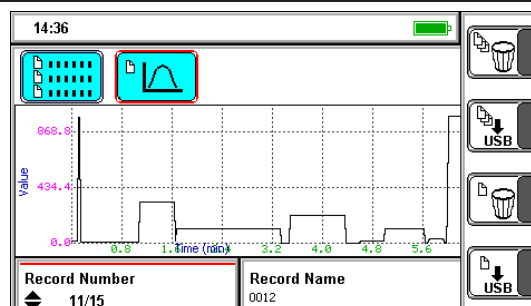 14:36
868.8
434.4
0.0
Value
0.8
1.6
Time (min)
3.2
4.0
4.8
5.6
USB
USB
Record Number
11/15
Record Name
0012